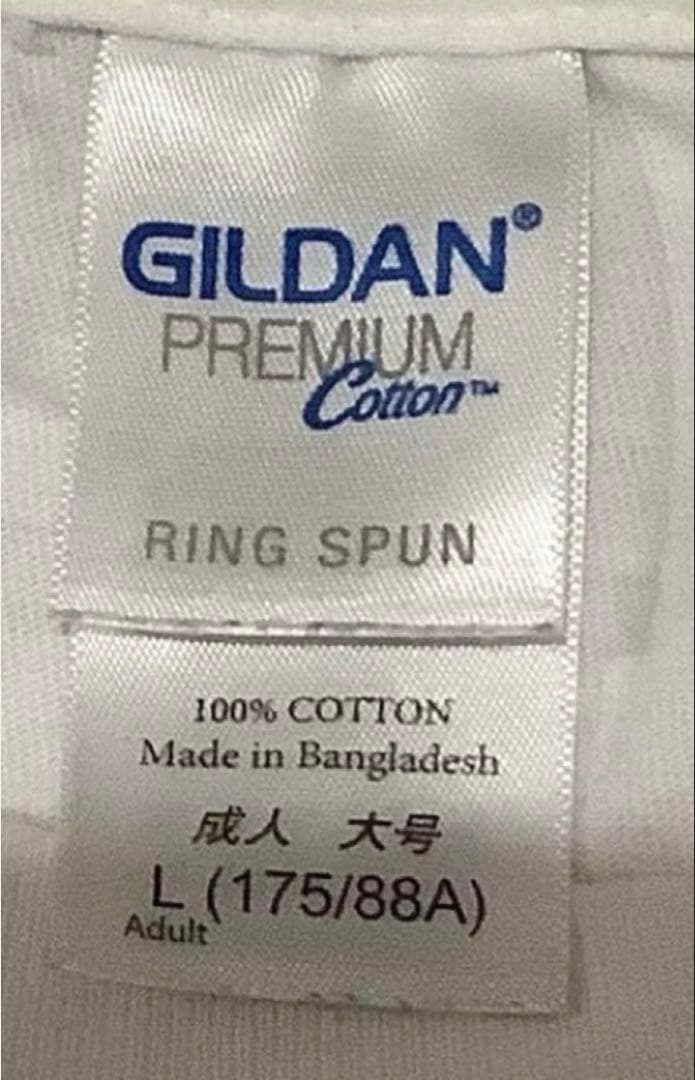 GILDAN®
PREMIUM
Cotton™
RING SPUN
100% COTTON
Made in Bangladesh
成人 大号
L (175/88A)
Adult